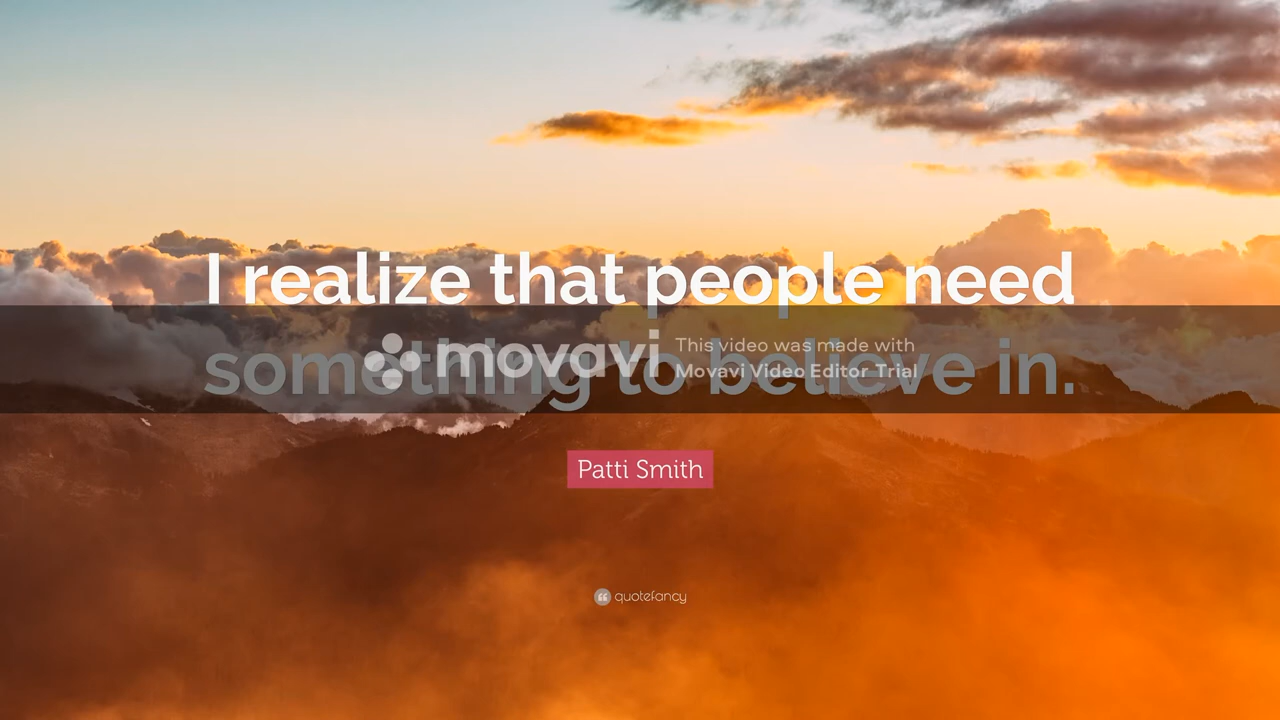 I realize that people need
something to believe in.
movavi
This video was made with
Movavi Video Editor Trial
Patti Smith
quotefancy